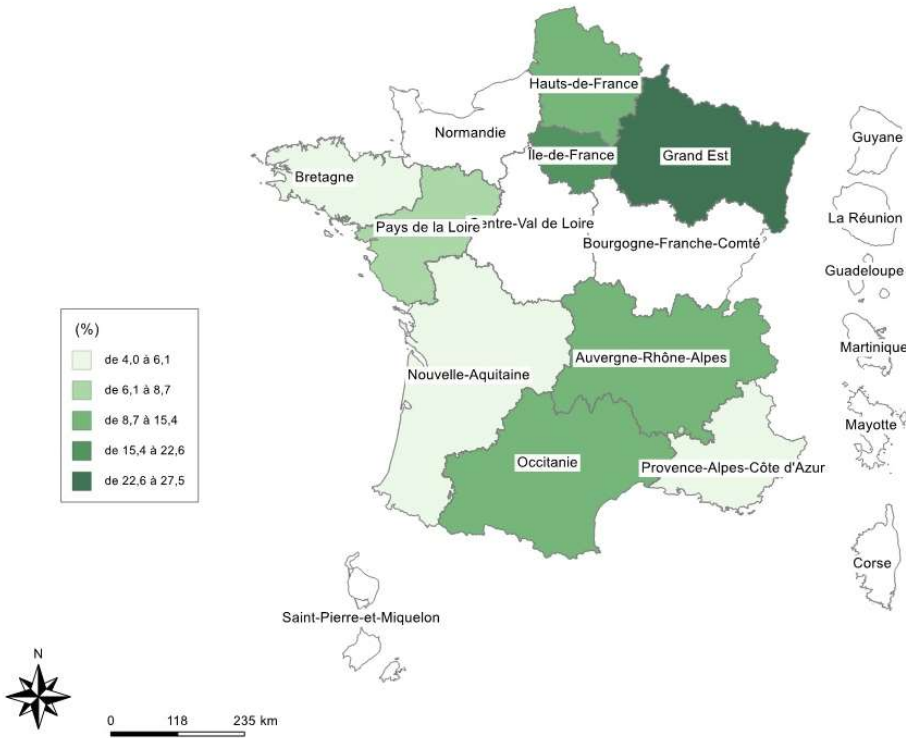 Hauts-de-France
Normandie
Île-de-France
Grand Est
Guyane
Bretagne
La Réunion
Pays de la Loire
entre-Val de Loire
Bourgogne-Franche-Comté
Guadeloupe
(%)
de 4,0 à 6,1
de 6,1 à 8,7
de 8,7 à 15,4
de 15,4 à 22,6
de 22,6 à 27,5
Martinique
Auvergne-Rhône-Alpes
Nouvelle-Aquitaine
Mayotte
Occitanie
Provence-Alpes-Côte d'Azur
Corse
Saint-Pierre-et-Miquelon
N
0 118 235 km